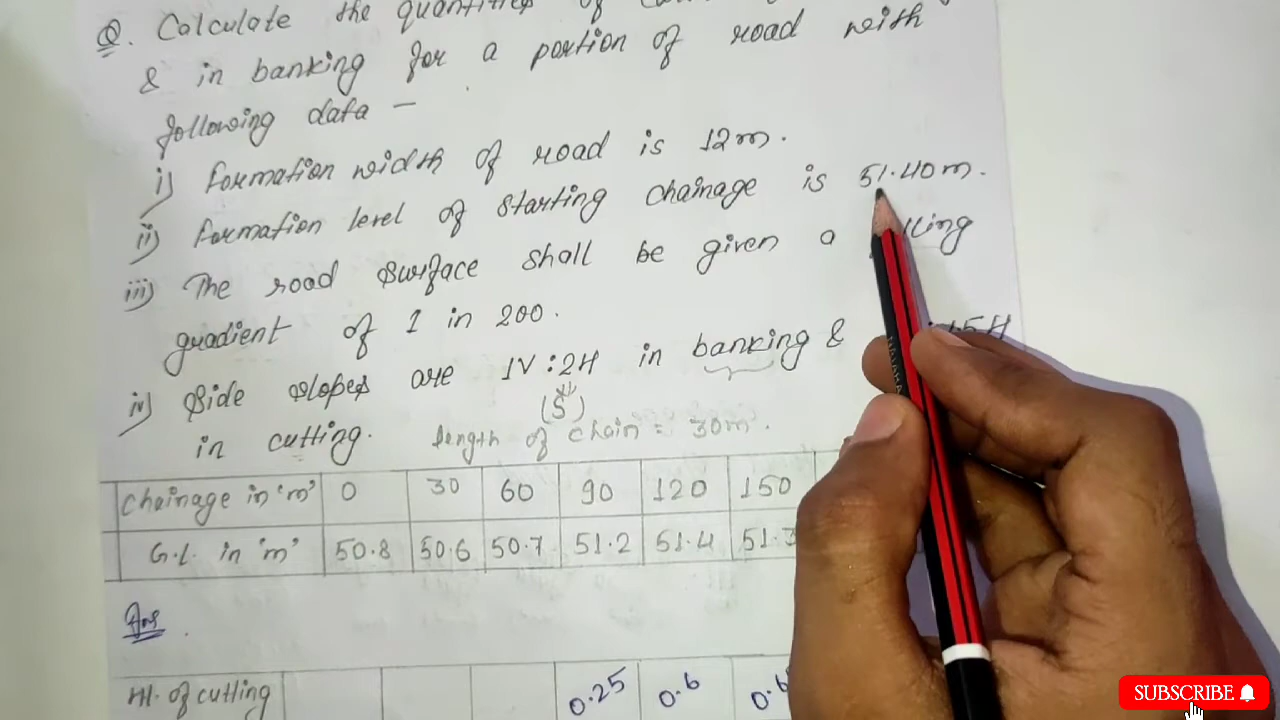 Q. Calculate the quantities of
& in banking for a portion of road with
following data -
i) Formation width of road is 12m.
ii) Formation level of starting chainage is 51.40m.
iii) The road surface shall be given a
gradient of 1 in 200.
iv) Side slopes are 1V:2H in banking &
(S)
in cutting. length of chain = 30m.
Chainage in 'm' 0 30 60 90 120 150
G.L. in 'm' 50.8 50.6 50.7 51.2 51.4 51.3
Ans.
Ht. of cutting 0.25 0.6
SUBSCRIBE